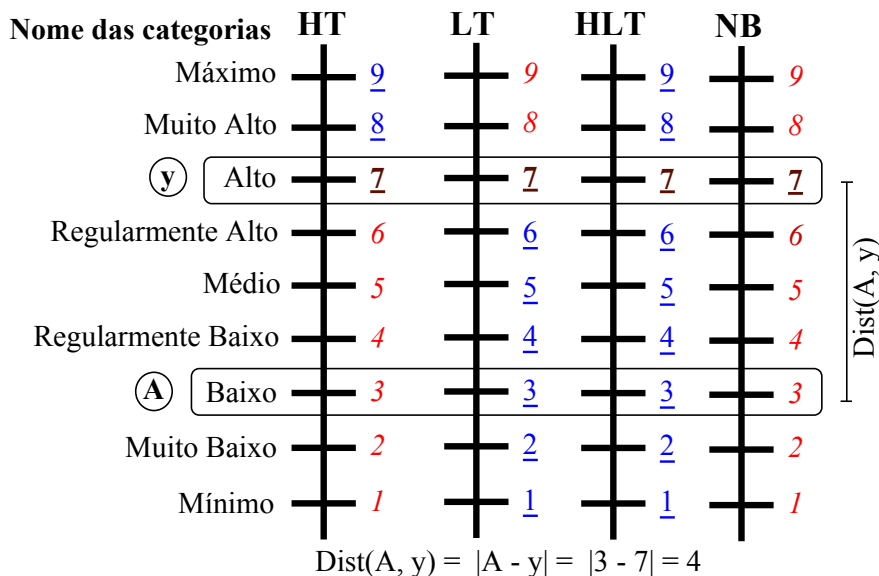 Nome das categorias HT LT HLT NB
Máximo 9 9 9 9
Muito Alto 8 8 8 8
y Alto 7 7 7 7
Regularmente Alto 6 6 6 6
Médio 5 5 5 5
Regularmente Baixo 4 4 4 4
A Baixo 3 3 3 3
Muito Baixo 2 2 2 2
Mínimo 1 1 1 1
Dist(A, y)
Dist(A, y) = |A - y| = |3 - 7| = 4